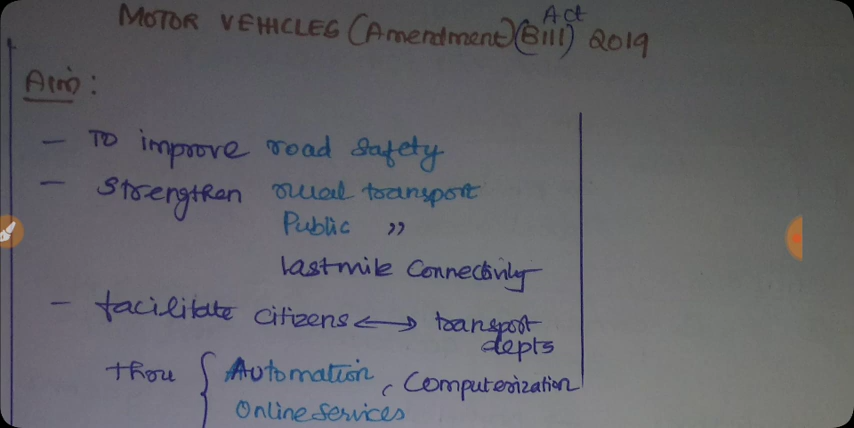 MOTOR VEHICLES (Amendment) (Bill) Act 2019
Aim:
- To improve road safety
- Strengthen rural transport
Public "
last mile Connectivity
- facilitate citizens <-> transport
depts
thou { Automation, Computerization
Online Services